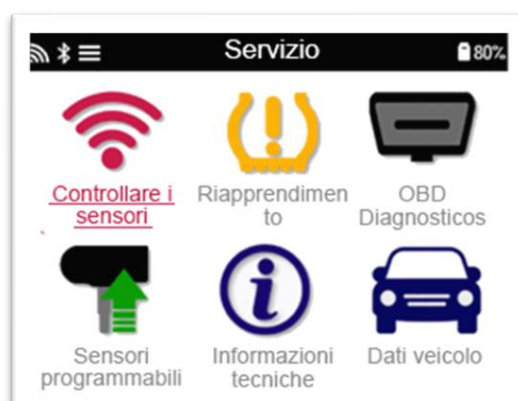 Servizio
80%
Controllare i
sensori
Riapprendimen
to
OBD
Diagnosticos
Sensori
programmabili
Informazioni
tecniche
Dati veicolo